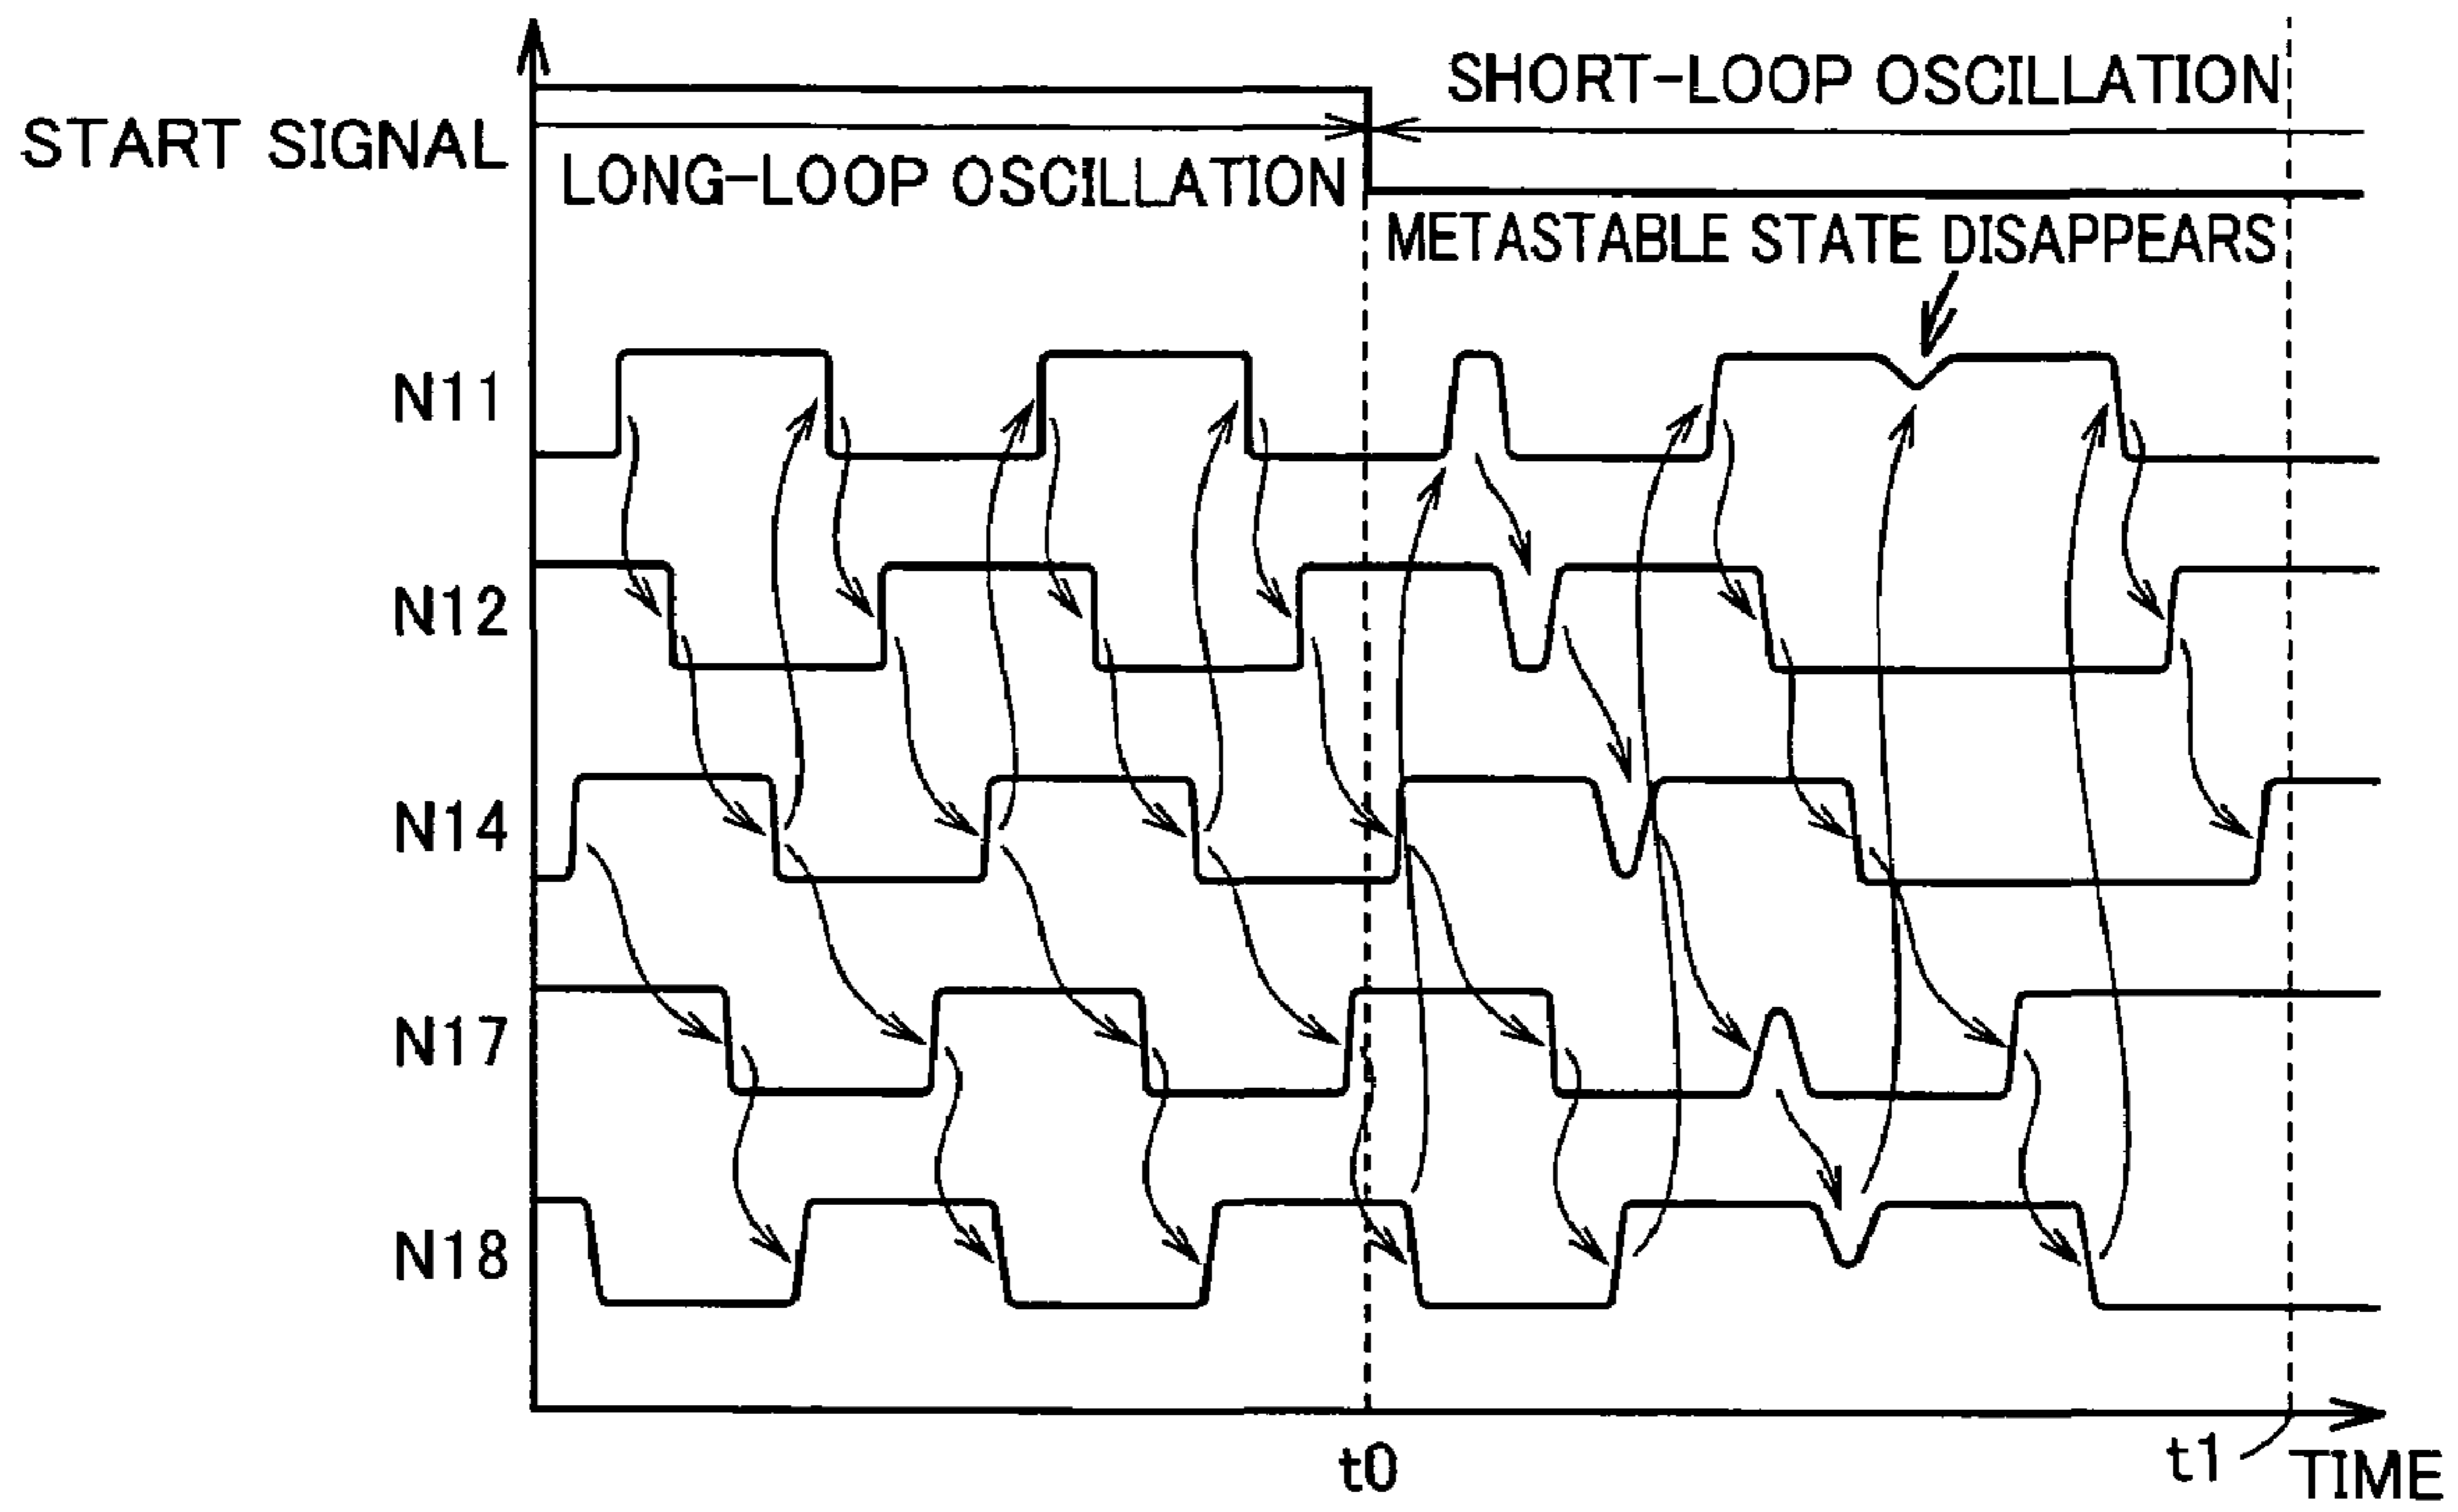 SHORT-LOOP OSCILLATION
START SIGNAL
LONG-LOOP OSCILLATION
METASTABLE STATE DISAPPEARS
N11
N12
N14
N17
N18
t0
t1
TIME